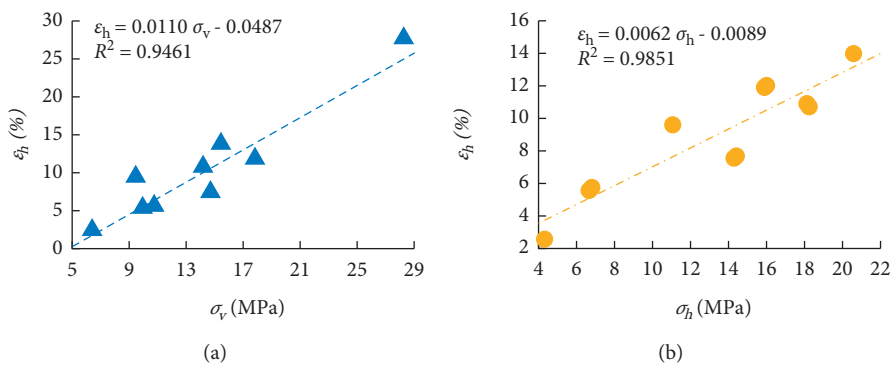 εh = 0.0110 σv - 0.0487
R² = 0.9461
30
25
20
15
10
5
0
εh (%)
5 9 13 17 21 25 29
σv (MPa)
(a)
εh = 0.0062 σh - 0.0089
R² = 0.9851
16
14
12
10
8
6
4
2
εh (%)
4 6 8 10 12 14 16 18 20 22
σh (MPa)
(b)